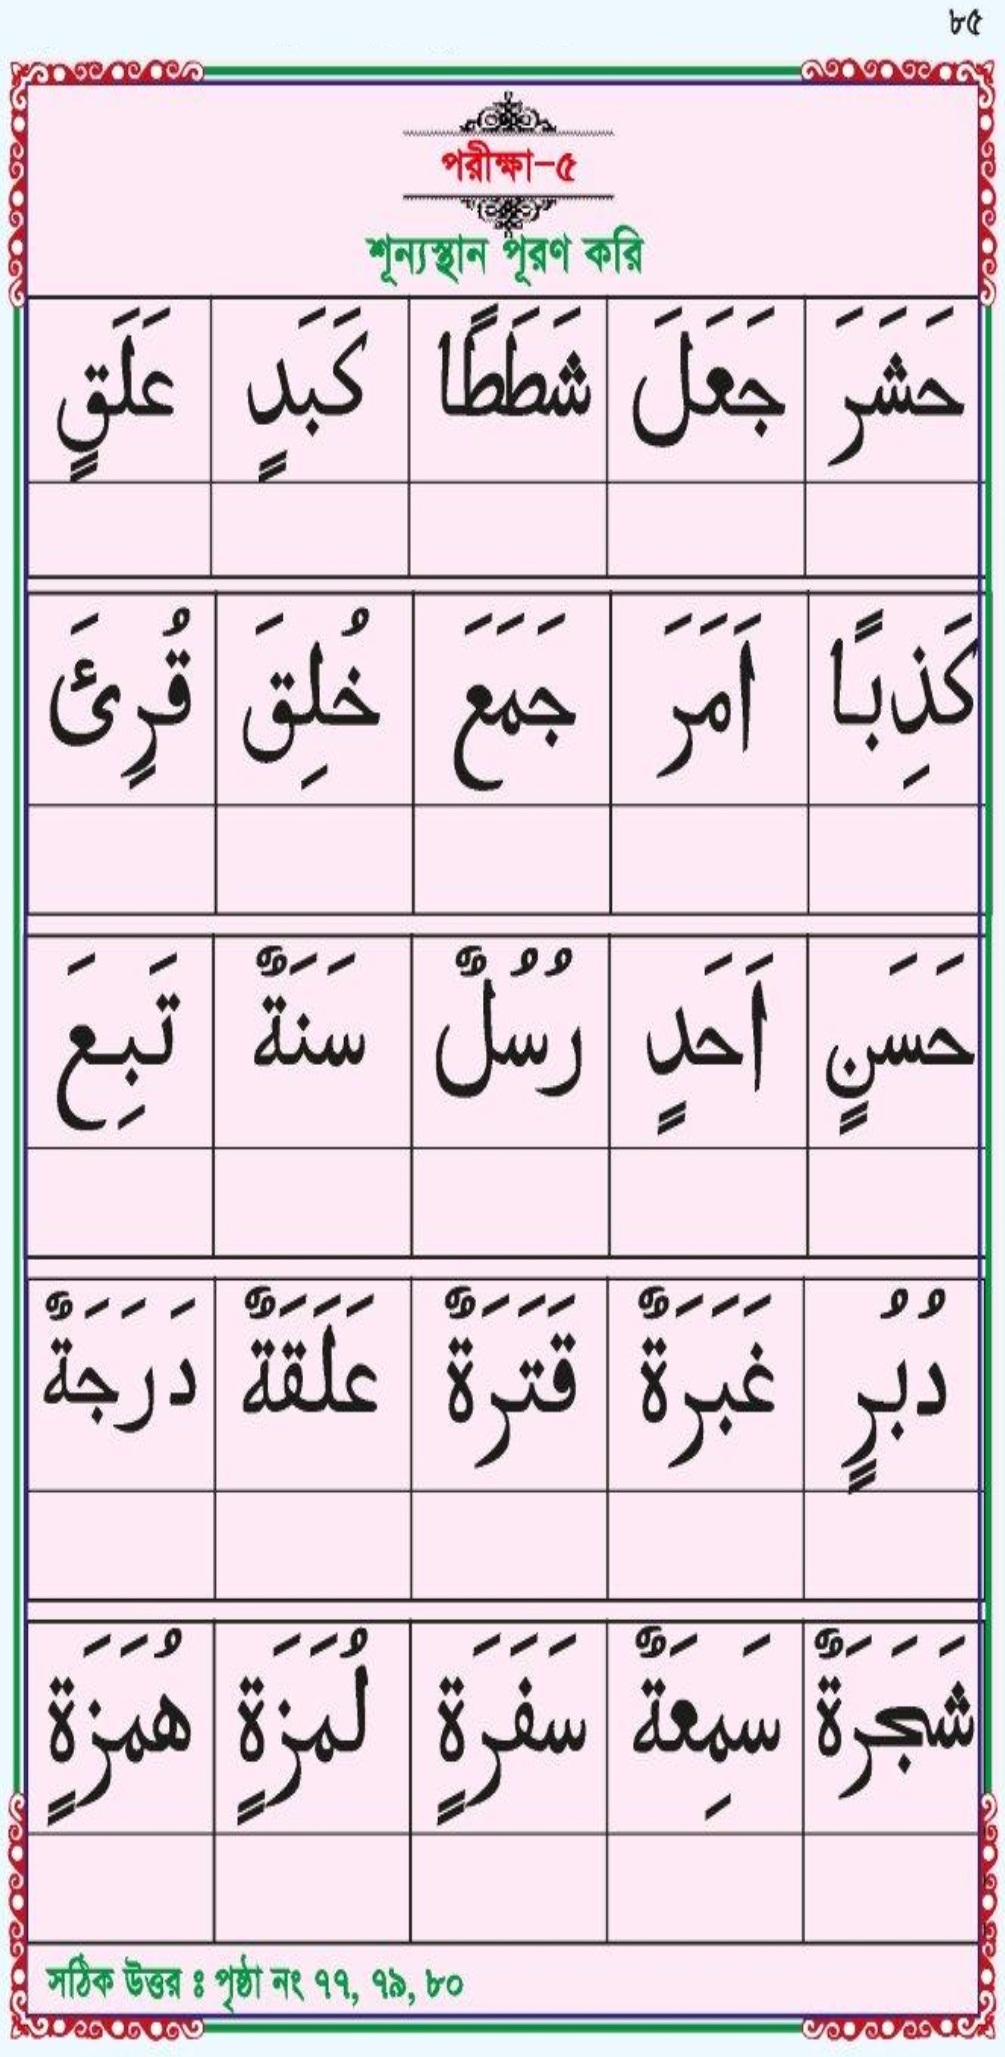 ৮৫
পরীক্ষা-৫
শূন্যস্থান পূরণ করি
حَشَرَ جَعَلَ شَطَطًا كَبَدٍ عَلَقٍ
كَذِبًا اَمَرَ جَمَعَ خُلِقَ قُرِئَ
حَسَنٍ اَحَدٍ رُسُلٌ سَنَةٌ تَبِعَ
دُبُرٍ غَبَرَةٌ قَتَرَةٌ عَلَقَةٌ دَرَجَةٌ
شَجَرَةٌ سَمِعَةٌ سَفَرَةٍ لُمَزَةٍ هُمَزَةٍ
সঠিক উত্তর ঃ পৃষ্ঠা নং ৭৭, ৭৯, ৮০